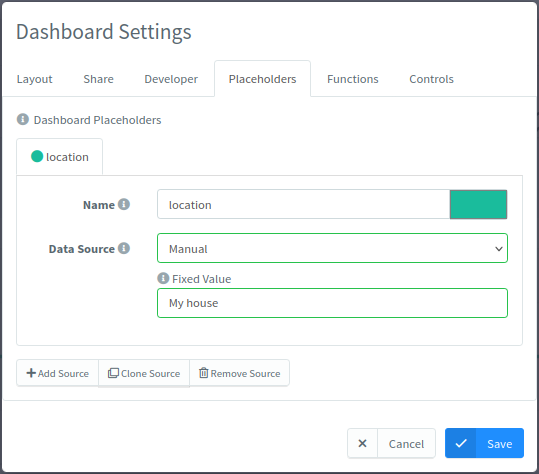 Dashboard Settings
Layout Share Developer Placeholders Functions Controls
Dashboard Placeholders
location
Name location
Data Source Manual
Fixed Value
My house
Add Source Clone Source Remove Source
Cancel Save